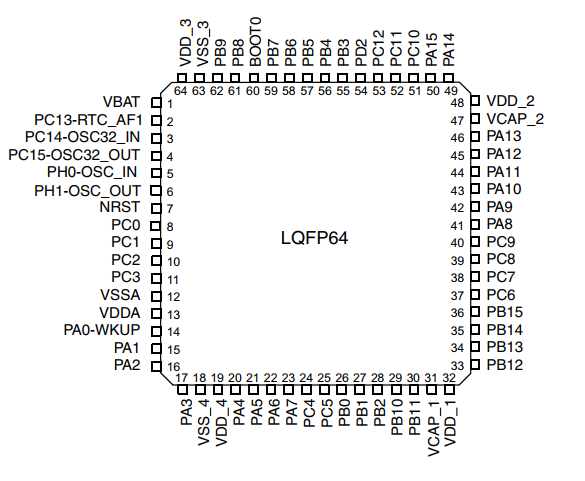 VDD_3 VSS_3 PB9 PB8 BOOT0 PB7 PB6 PB5 PB4 PB3 PD2 PC12 PC11 PC10 PA15 PA14
64 63 62 61 60 59 58 57 56 55 54 53 52 51 50 49
VBAT 1 48 VDD_2
PC13-RTC_AF1 2 47 VCAP_2
PC14-OSC32_IN 3 46 PA13
PC15-OSC32_OUT 4 45 PA12
PH0-OSC_IN 5 44 PA11
PH1-OSC_OUT 6 43 PA10
NRST 7 42 PA9
PC0 8 41 PA8
PC1 9 40 PC9
LQFP64
PC2 10 39 PC8
PC3 11 38 PC7
VSSA 12 37 PC6
VDDA 13 36 PB15
PA0-WKUP 14 35 PB14
PA1 15 34 PB13
PA2 16 33 PB12
17 18 19 20 21 22 23 24 25 26 27 28 29 30 31 32
PA3 VSS_4 VDD_4 PA4 PA5 PA6 PA7 PC4 PC5 PB0 PB1 PB2 PB10 PB11 VCAP_1 VDD_1